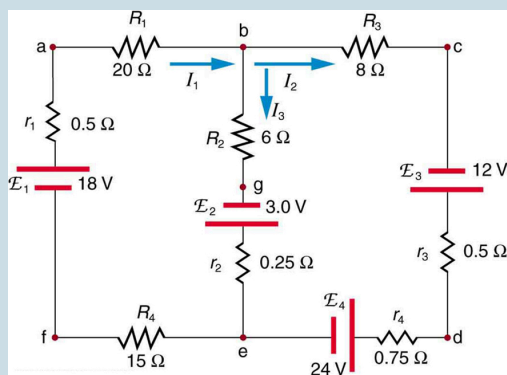 R₁
R₃
a
b
c
20 Ω
I₁
I₂
8 Ω
I₃
r₁
0.5 Ω
R₂
6 Ω
ℰ₁
18 V
g
ℰ₃
12 V
ℰ₂
3.0 V
r₂
0.25 Ω
r₃
0.5 Ω
R₄
ℰ₄
r₄
f
e
d
15 Ω
24 V
0.75 Ω